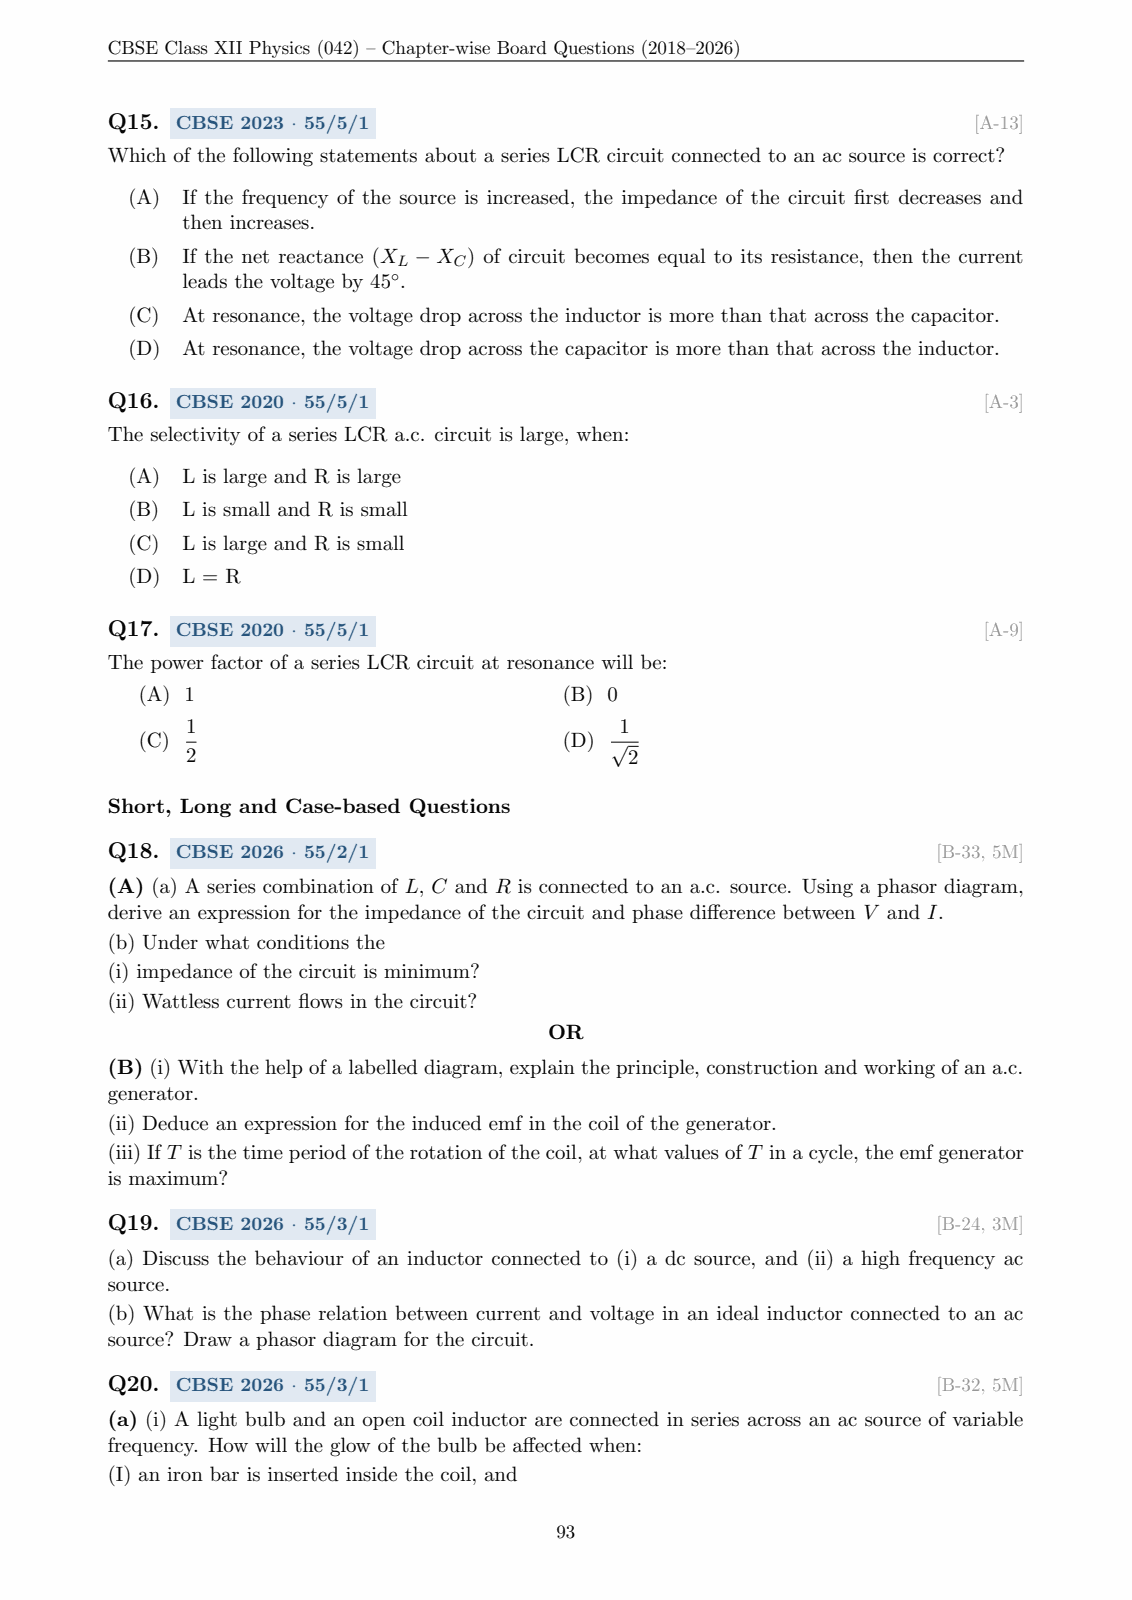 CBSE Class XII Physics (042) – Chapter-wise Board Questions (2018–2026)
Q15. CBSE 2023 · 55/5/1 [A-13]
Which of the following statements about a series LCR circuit connected to an ac source is correct?
(A) If the frequency of the source is increased, the impedance of the circuit first decreases and
then increases.
(B) If the net reactance (X_L − X_C) of circuit becomes equal to its resistance, then the current
leads the voltage by 45°.
(C) At resonance, the voltage drop across the inductor is more than that across the capacitor.
(D) At resonance, the voltage drop across the capacitor is more than that across the inductor.
Q16. CBSE 2020 · 55/5/1 [A-3]
The selectivity of a series LCR a.c. circuit is large, when:
(A) L is large and R is large
(B) L is small and R is small
(C) L is large and R is small
(D) L = R
Q17. CBSE 2020 · 55/5/1 [A-9]
The power factor of a series LCR circuit at resonance will be:
(A) 1 (B) 0
(C) 1/2 (D) 1/√2
Short, Long and Case-based Questions
Q18. CBSE 2026 · 55/2/1 [B-33, 5M]
(A) (a) A series combination of L, C and R is connected to an a.c. source. Using a phasor diagram,
derive an expression for the impedance of the circuit and phase difference between V and I.
(b) Under what conditions the
(i) impedance of the circuit is minimum?
(ii) Wattless current flows in the circuit?
OR
(B) (i) With the help of a labelled diagram, explain the principle, construction and working of an a.c.
generator.
(ii) Deduce an expression for the induced emf in the coil of the generator.
(iii) If T is the time period of the rotation of the coil, at what values of T in a cycle, the emf generator
is maximum?
Q19. CBSE 2026 · 55/3/1 [B-24, 3M]
(a) Discuss the behaviour of an inductor connected to (i) a dc source, and (ii) a high frequency ac
source.
(b) What is the phase relation between current and voltage in an ideal inductor connected to an ac
source? Draw a phasor diagram for the circuit.
Q20. CBSE 2026 · 55/3/1 [B-32, 5M]
(a) (i) A light bulb and an open coil inductor are connected in series across an ac source of variable
frequency. How will the glow of the bulb be affected when:
(I) an iron bar is inserted inside the coil, and
93